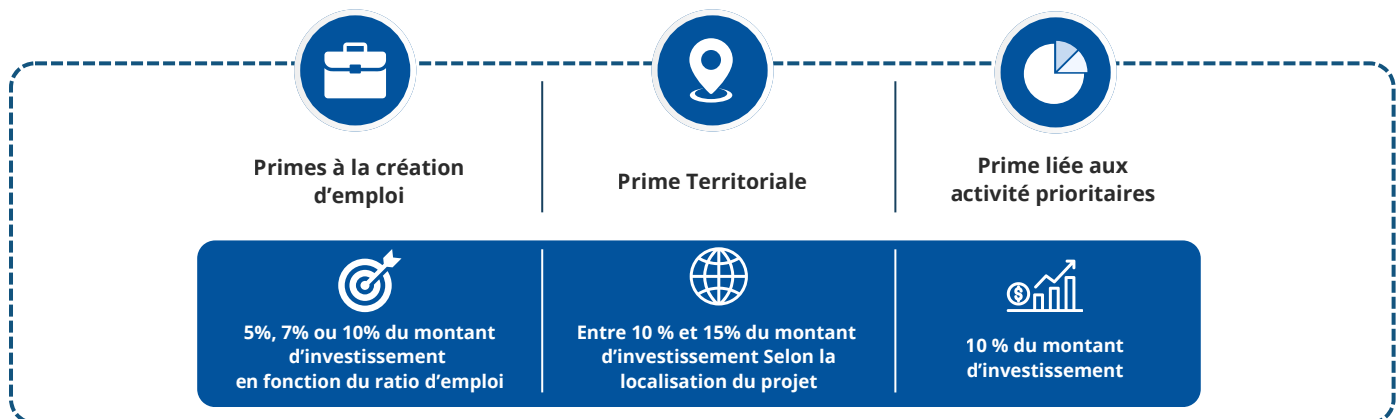 Primes à la création
d’emploi
Prime Territoriale
Prime liée aux
activité prioritaires
5%, 7% ou 10% du montant
d’investissement
en fonction du ratio d’emploi
Entre 10 % et 15% du montant
d’investissement Selon la
localisation du projet
10 % du montant
d’investissement